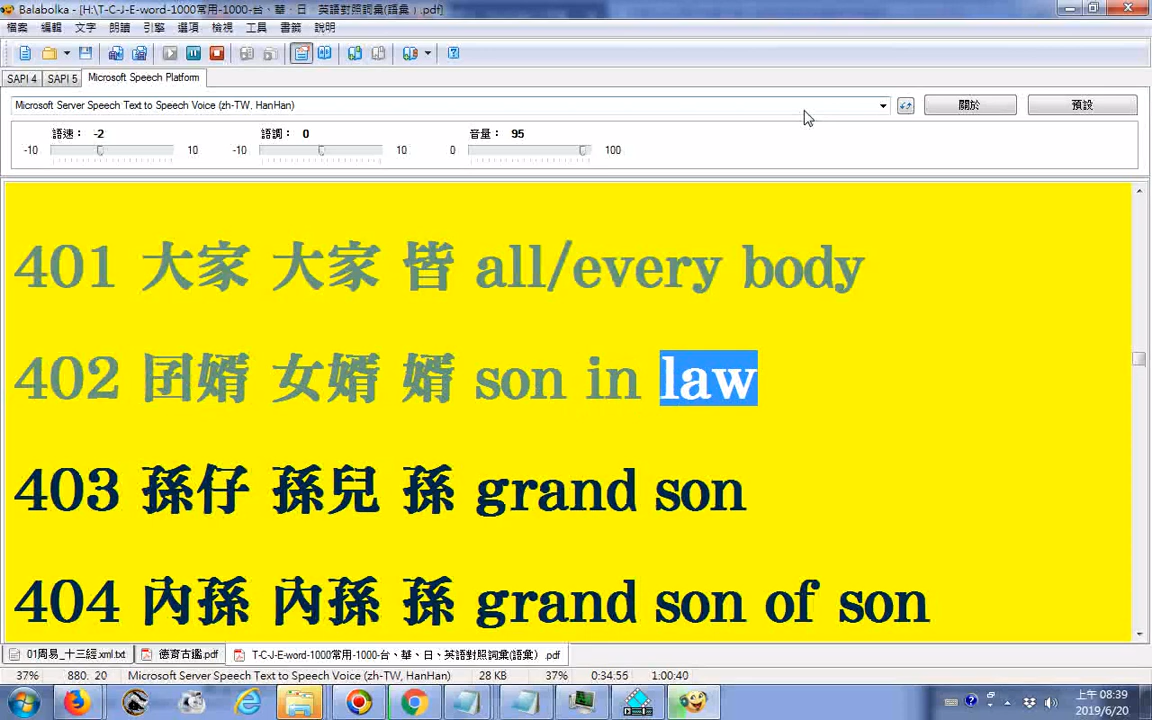 Balabolka - [H:\T-C-J-E-word-1000常用-1000-台、華、日、英語對照詞彙(語彙).pdf]
檔案 編輯 文字 朗讀 引擎 選項 檢視 工具 書籤 說明
SAPI 4 SAPI 5 Microsoft Speech Platform
Microsoft Server Speech Text to Speech Voice (zh-TW, HanHan) 關於 預設
語速： -2 語調： 0 音量： 95
-10 10 -10 10 0 100
401 大家 大家 皆 all/every body
402 囝婿 女婿 婿 son in law
403 孫仔 孫兒 孫 grand son
404 內孫 內孫 孫 grand son of son
01周易_十三經.xml.txt 德育古鑑.pdf T-C-J-E-word-1000常用-1000-台、華、日、英語對照詞彙(語彙) .pdf
37% 880. 20 Microsoft Server Speech Text to Speech Voice (zh-TW, HanHan) 28 KB 37% 0:34:55 1:00:40
上午 08:39
2019/6/20